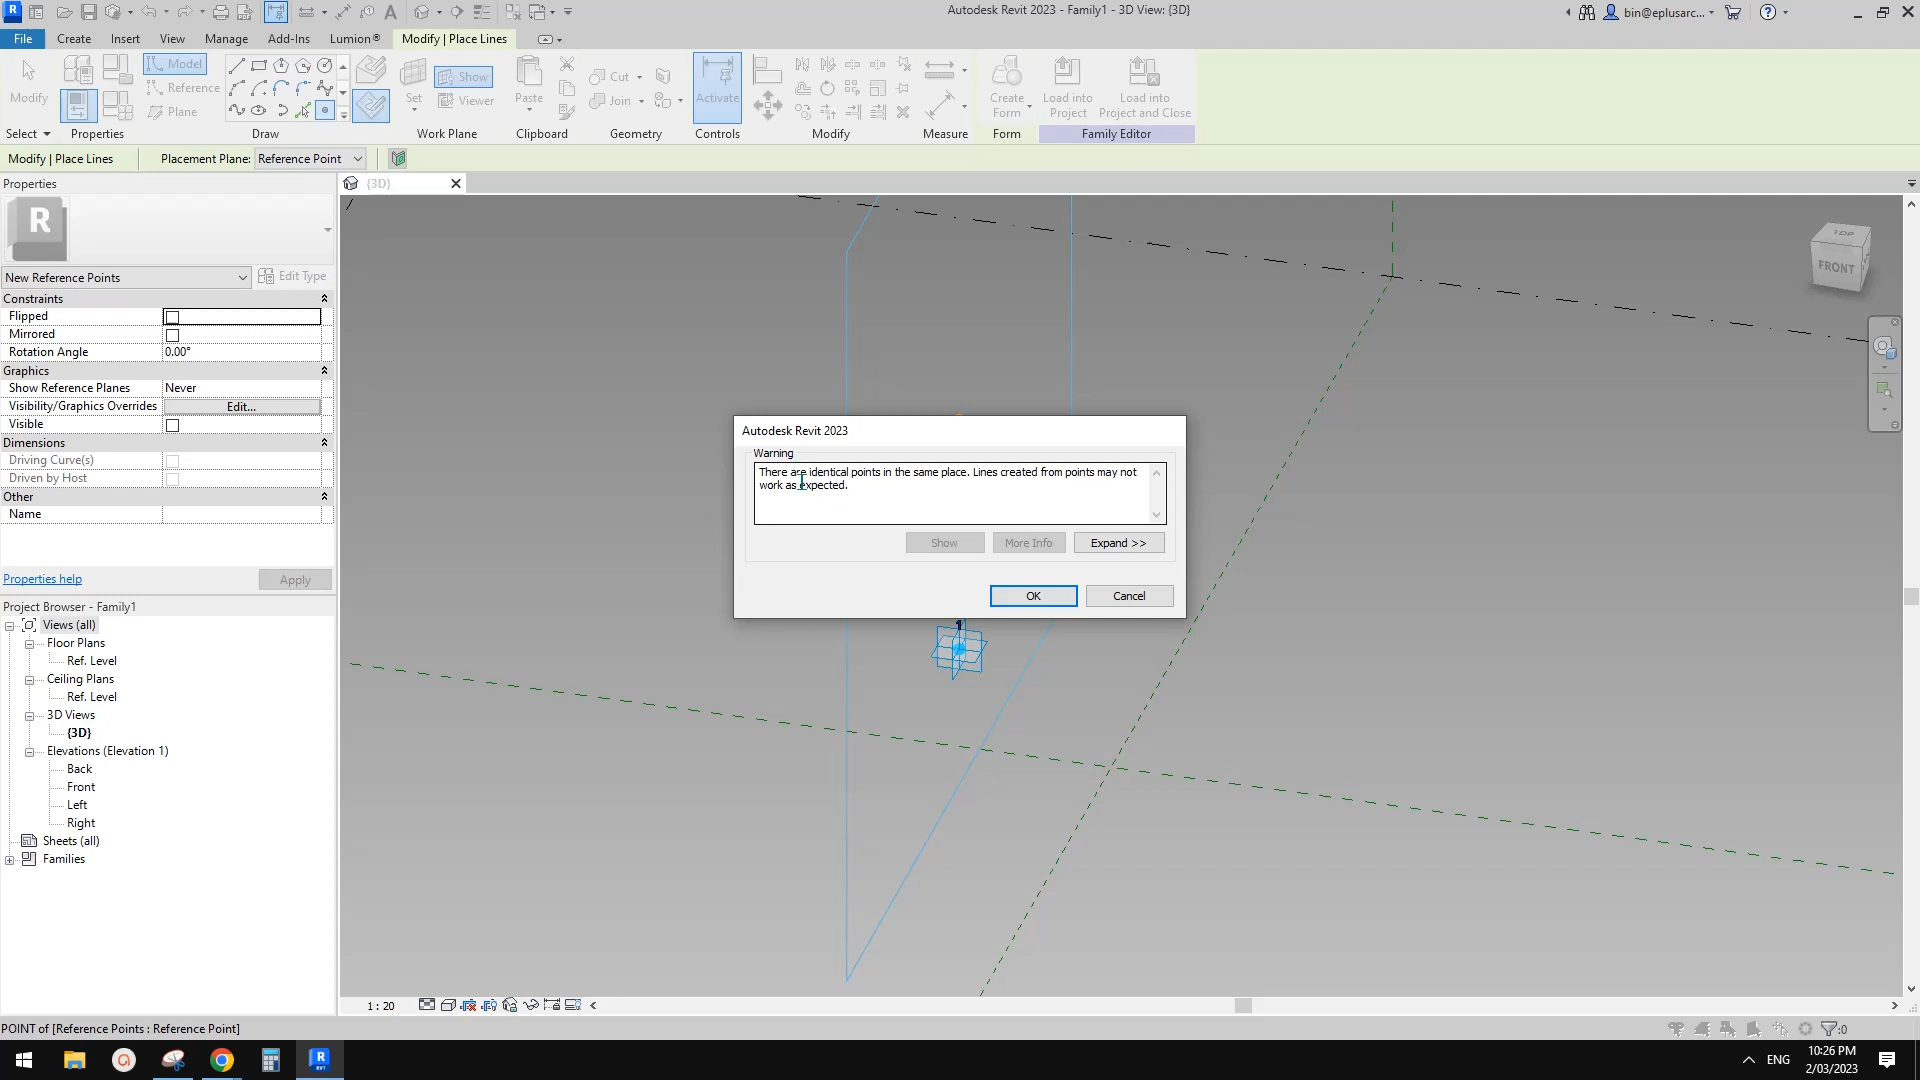 Autodesk Revit 2023 - Family1 - 3D View: {3D}
bin@eplusarc...
File
Create
Insert
View
Manage
Add-Ins
Lumion®
Modify | Place Lines
Modify
Model
Reference
Plane
Set
Show
Viewer
Paste
Cut
Join
Activate
Create Form
Load into Project
Load into Project and Close
Select
Properties
Draw
Work Plane
Clipboard
Geometry
Controls
Modify
Measure
Form
Family Editor
Modify | Place Lines
Placement Plane:
Reference Point
Properties
{3D}
R
New Reference Points
Edit Type
Constraints
Flipped
Mirrored
Rotation Angle
0.00°
Graphics
Show Reference Planes
Never
Visibility/Graphics Overrides
Edit...
Visible
Dimensions
Driving Curve(s)
Driven by Host
Other
Name
Properties help
Apply
Project Browser - Family1
Views (all)
Floor Plans
Ref. Level
Ceiling Plans
Ref. Level
3D Views
{3D}
Elevations (Elevation 1)
Back
Front
Left
Right
Sheets (all)
Families
TOP
FRONT
Autodesk Revit 2023
Warning
There are identical points in the same place. Lines created from points may not
work as expected.
Show
More Info
Expand >>
OK
Cancel
1
1 : 20
POINT of [Reference Points : Reference Point]
:0
ENG
10:26 PM
2/03/2023